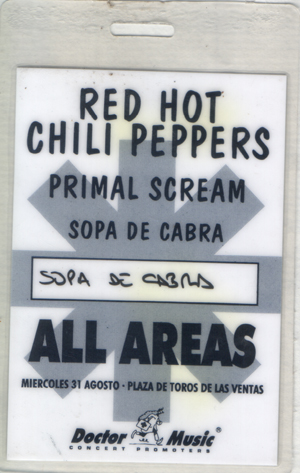 RED HOT
CHILI PEPPERS
PRIMAL SCREAM
SOPA DE CABRA
SOPA DE CABRA
ALL AREAS
MIERCOLES 31 AGOSTO · PLAZA DE TOROS DE LAS VENTAS
Doctor Music®
CONCERT PROMOTERS